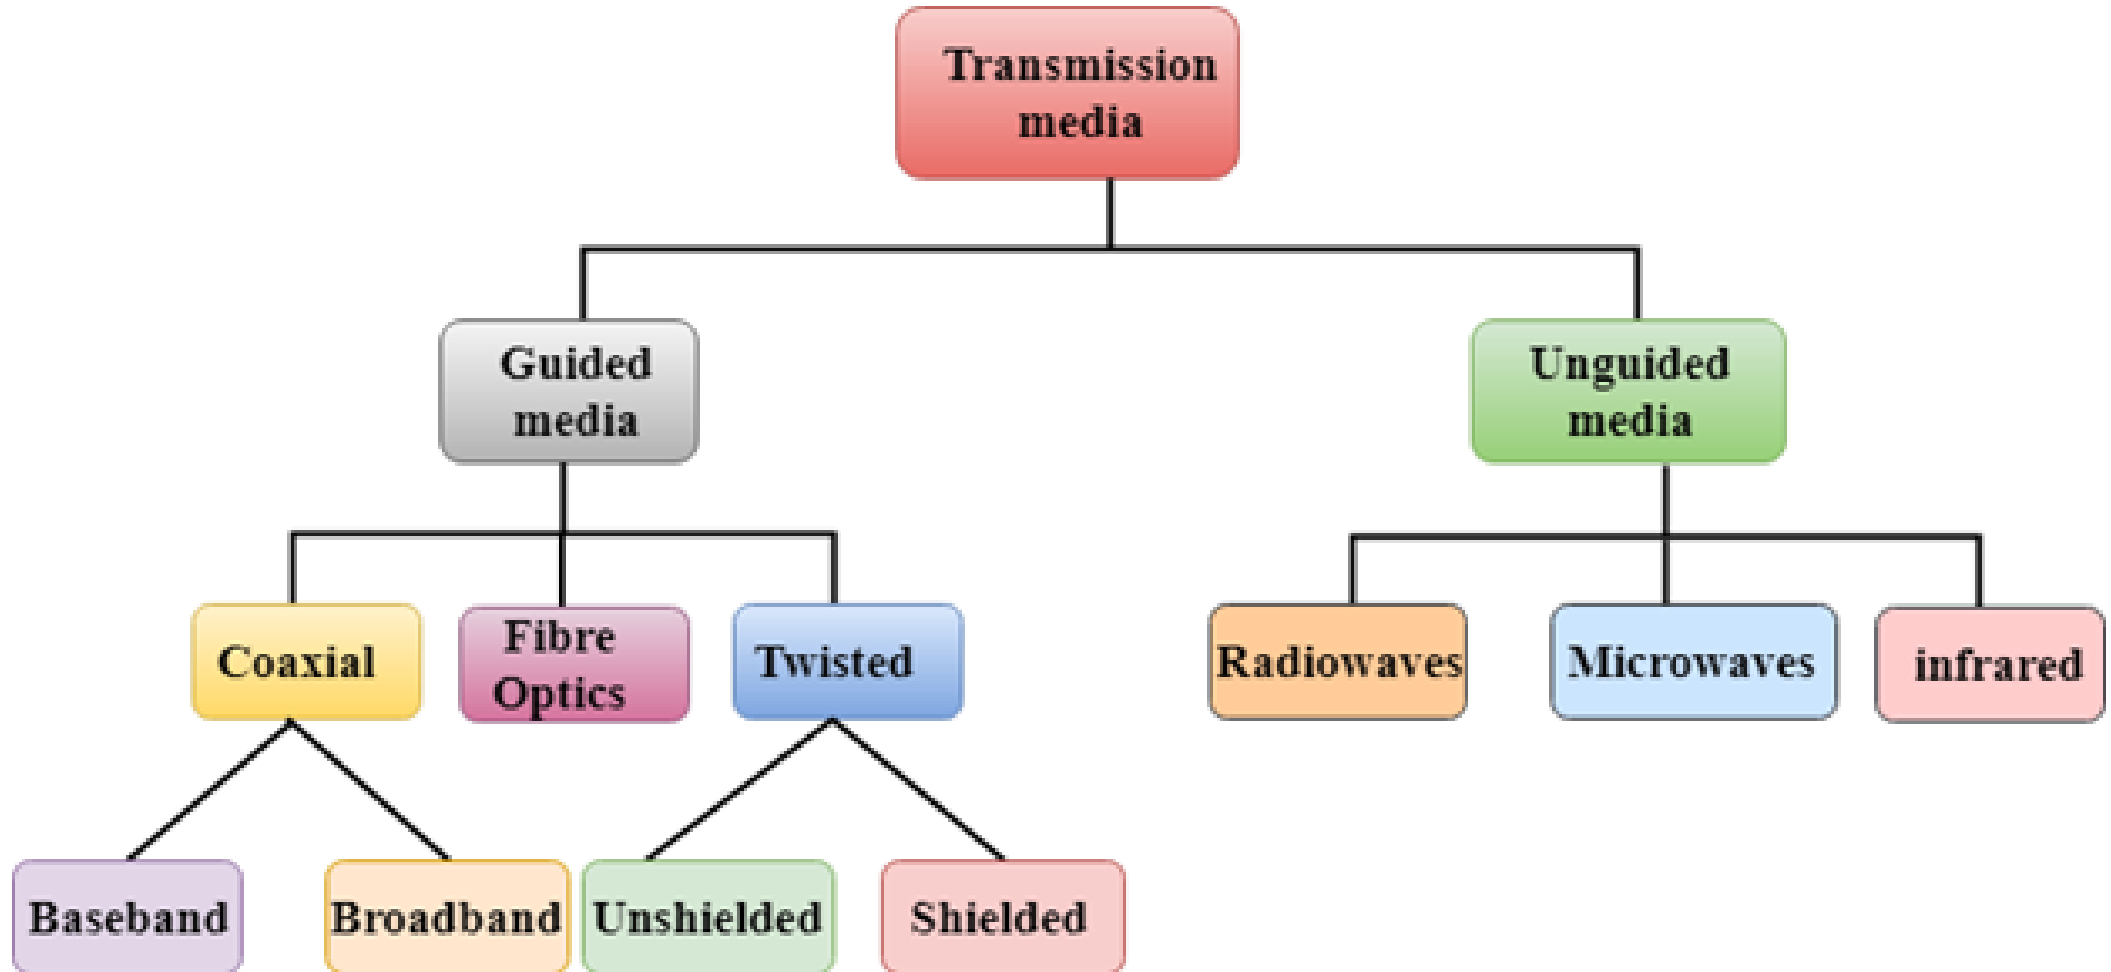 Transmission
media
Guided
media
Unguided
media
Coaxial
Fibre
Optics
Twisted
Radiowaves
Microwaves
infrared
Baseband
Broadband
Unshielded
Shielded